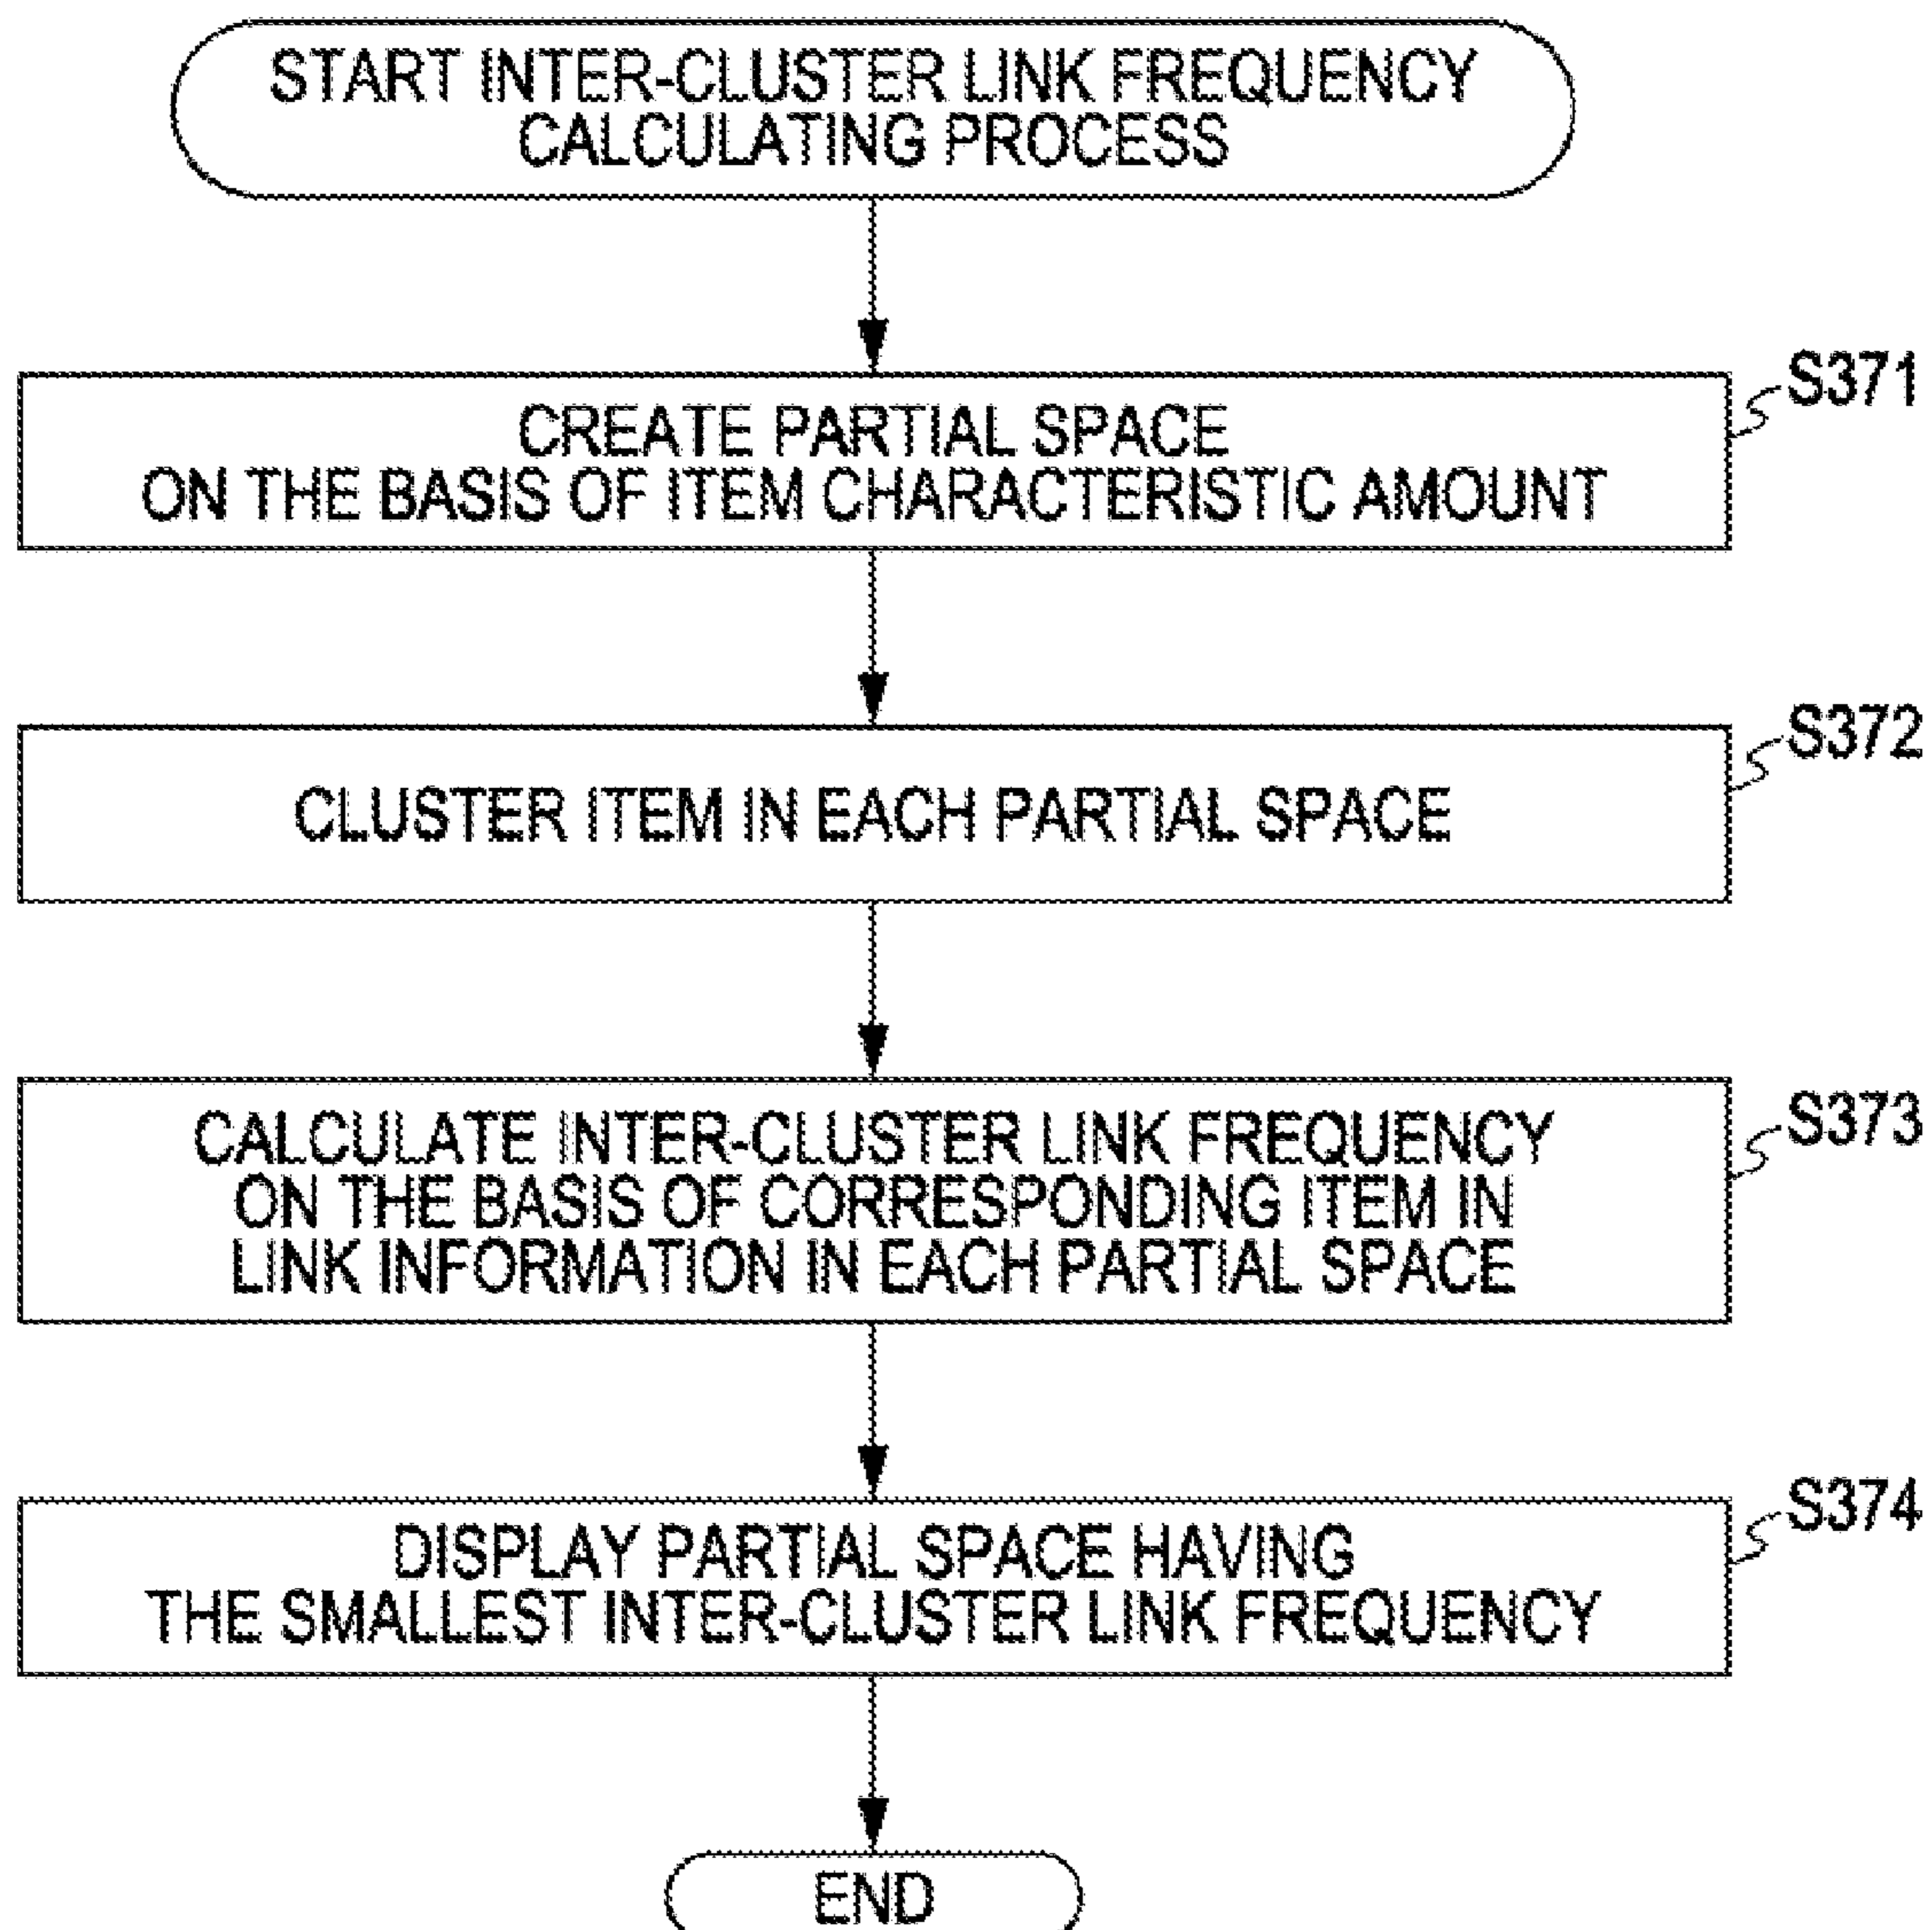 START INTER-CLUSTER LINK FREQUENCY
CALCULATING PROCESS
S371
CREATE PARTIAL SPACE
ON THE BASIS OF ITEM CHARACTERISTIC AMOUNT
S372
CLUSTER ITEM IN EACH PARTIAL SPACE
S373
CALCULATE INTER-CLUSTER LINK FREQUENCY
ON THE BASIS OF CORRESPONDING ITEM IN
LINK INFORMATION IN EACH PARTIAL SPACE
S374
DISPLAY PARTIAL SPACE HAVING
THE SMALLEST INTER-CLUSTER LINK FREQUENCY
END